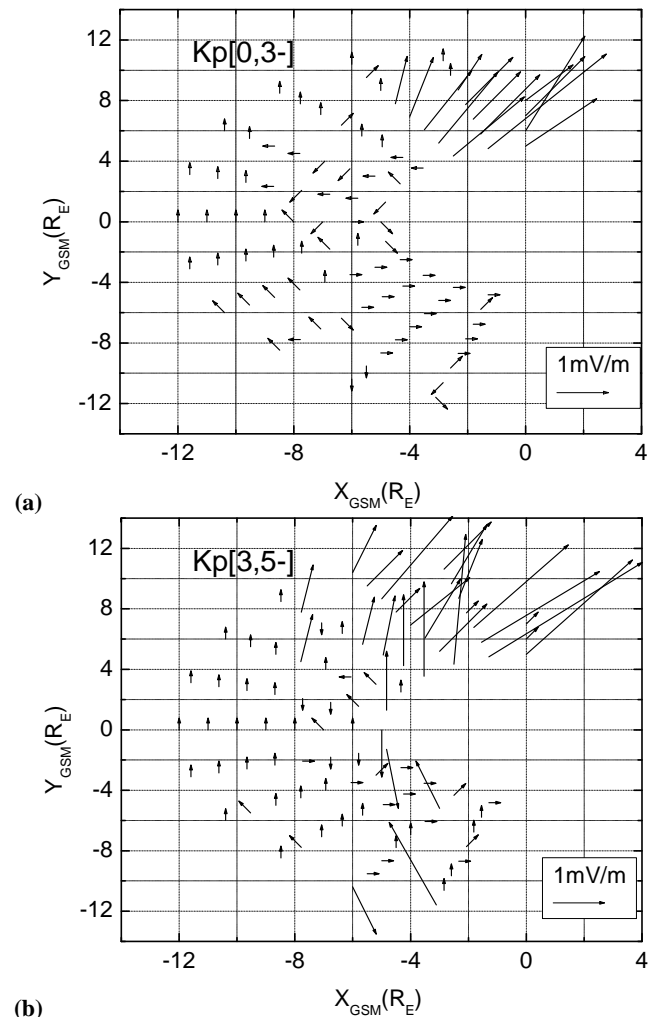 12
8
4
0
-4
-8
-12
Kp[0,3-]
Y_GSM(R_E)
1mV/m
-12 -8 -4 0 4
X_GSM(R_E)
(a)
12
8
4
0
-4
-8
-12
Kp[3,5-]
Y_GSM(R_E)
1mV/m
-12 -8 -4 0 4
X_GSM(R_E)
(b)